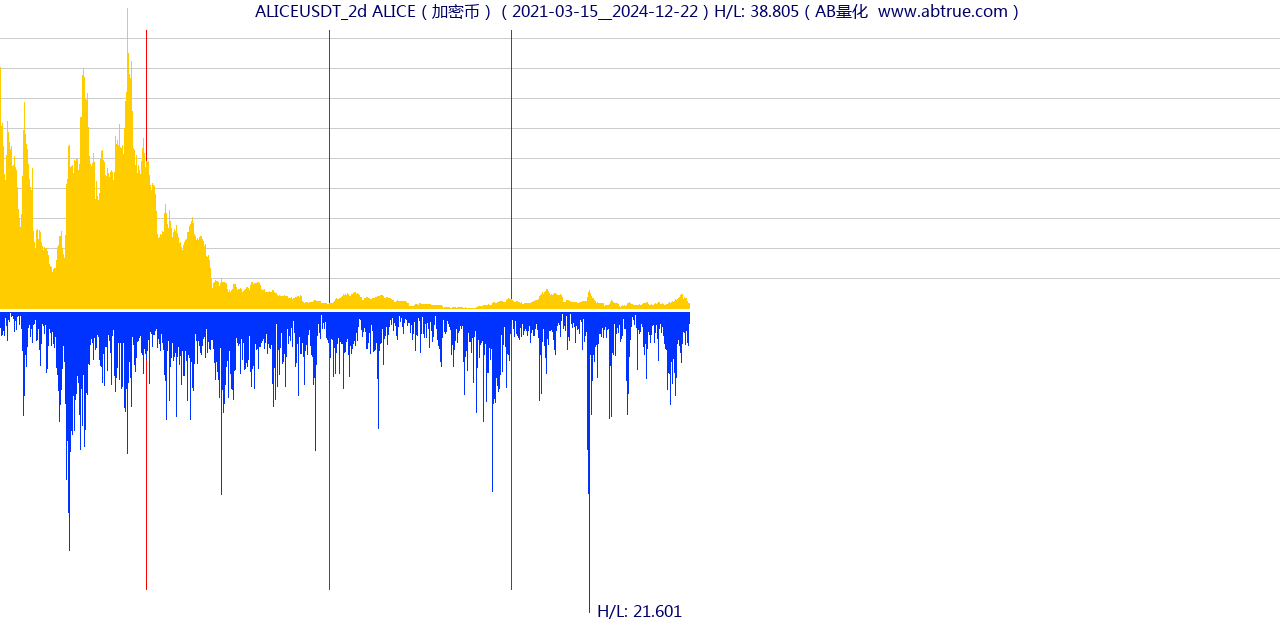 ALICEUSDT_2d ALICE（加密币）（2021-03-15__2024-12-22）H/L: 38.805（AB量化  www.abtrue.com）
H/L: 21.601